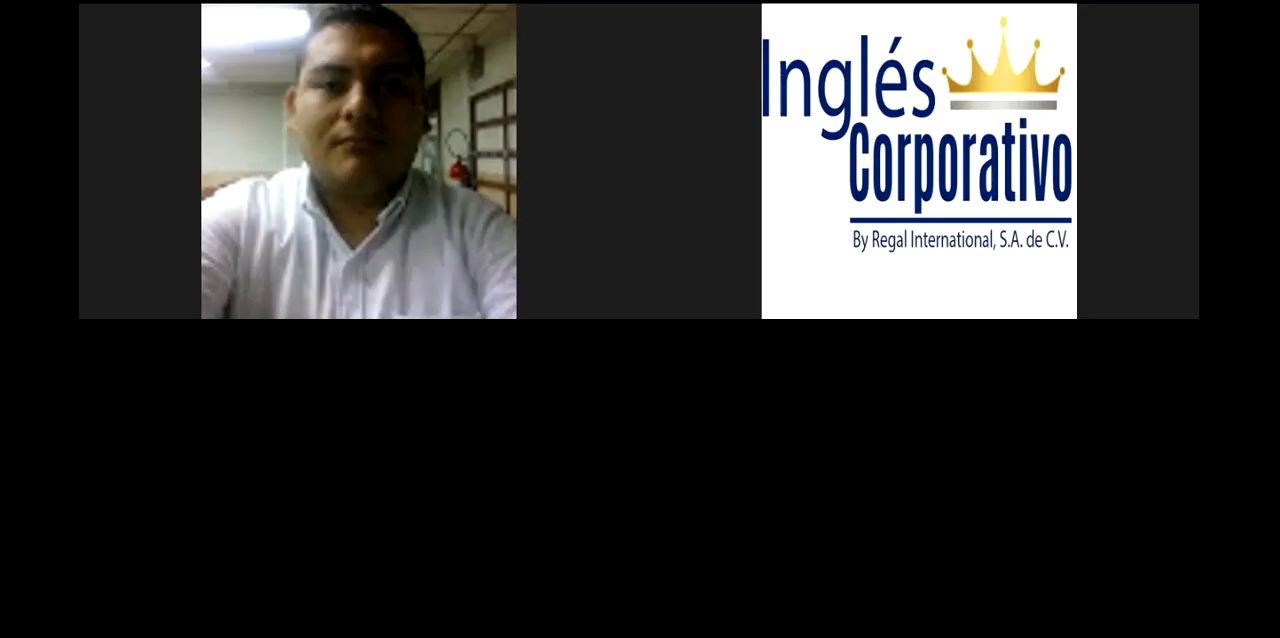 Inglés
Corporativo
By Regal International, S.A. de C.V.